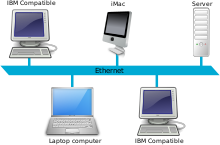 IBM Compatible
iMac
Server
Ethernet
Laptop computer
IBM Compatible